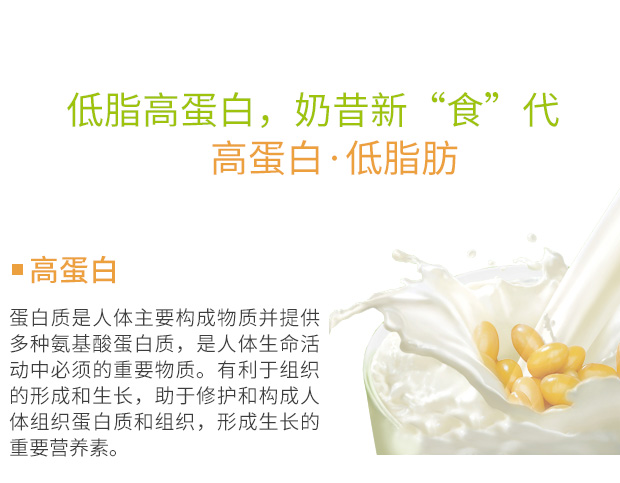 低脂高蛋白，奶昔新“食”代
高蛋白·低脂肪
高蛋白
蛋白质是人体主要构成物质并提供
多种氨基酸蛋白质，是人体生命活
动中必须的重要物质。有利于组织
的形成和生长，助于修护和构成人
体组织蛋白质和组织，形成生长的
重要营养素。